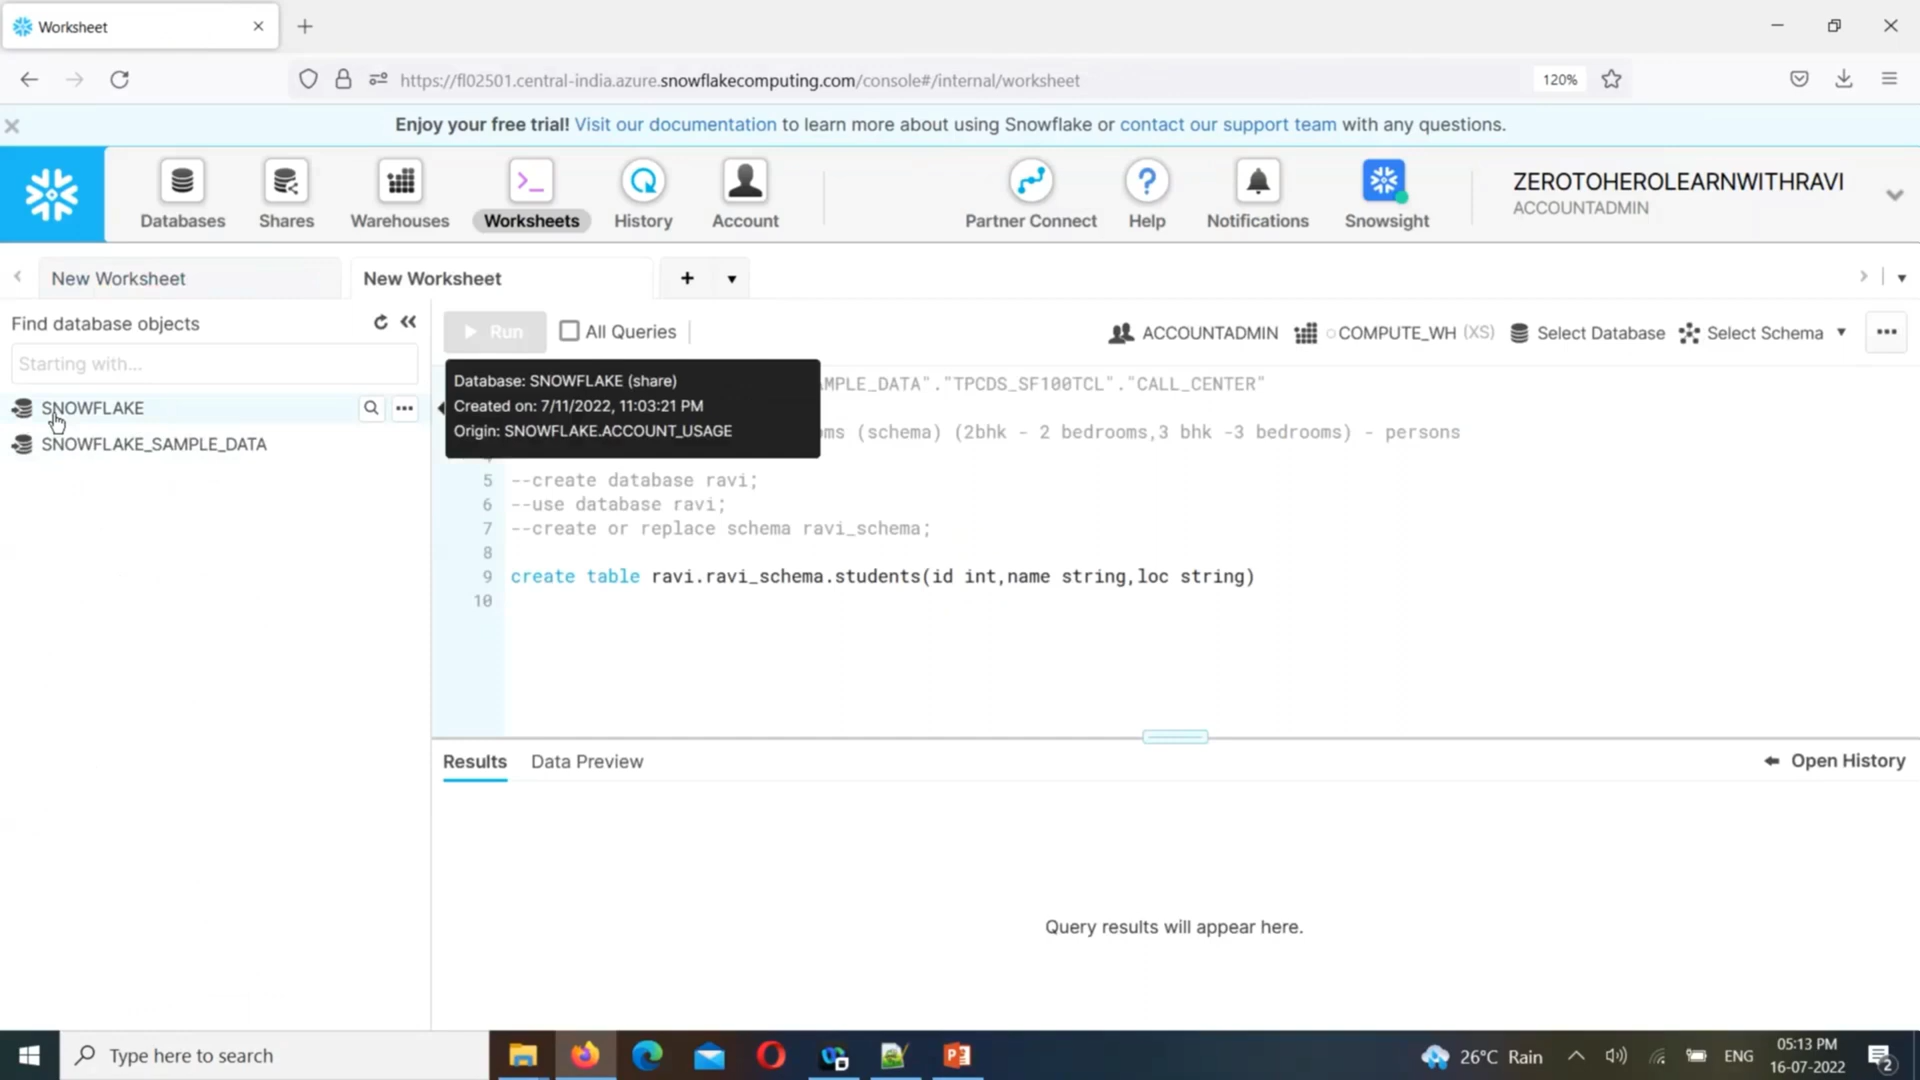 Worksheet
https://fl02501.central-india.azure.snowflakecomputing.com/console#/internal/worksheet
120%
Enjoy your free trial! Visit our documentation to learn more about using Snowflake or contact our support team with any questions.
Databases
Shares
Warehouses
Worksheets
History
Account
Partner Connect
Help
Notifications
Snowsight
ZEROTOHEROLEARNWITHRAVI
ACCOUNTADMIN
New Worksheet
New Worksheet
Find database objects
Starting with...
SNOWFLAKE
SNOWFLAKE_SAMPLE_DATA
Run
All Queries
ACCOUNTADMIN
COMPUTE_WH (XS)
Select Database
Select Schema
Database: SNOWFLAKE (share)
Created on: 7/11/2022, 11:03:21 PM
Origin: SNOWFLAKE.ACCOUNT_USAGE
AMPLE_DATA"."TPCDS_SF100TCL"."CALL_CENTER"
ms (schema) (2bhk - 2 bedrooms,3 bhk -3 bedrooms) - persons
5 --create database ravi;
6 --use database ravi;
7 --create or replace schema ravi_schema;
8
9 create table ravi.ravi_schema.students(id int,name string,loc string)
10
Results
Data Preview
Open History
Query results will appear here.
Type here to search
26°C Rain
ENG
05:13 PM
16-07-2022
2